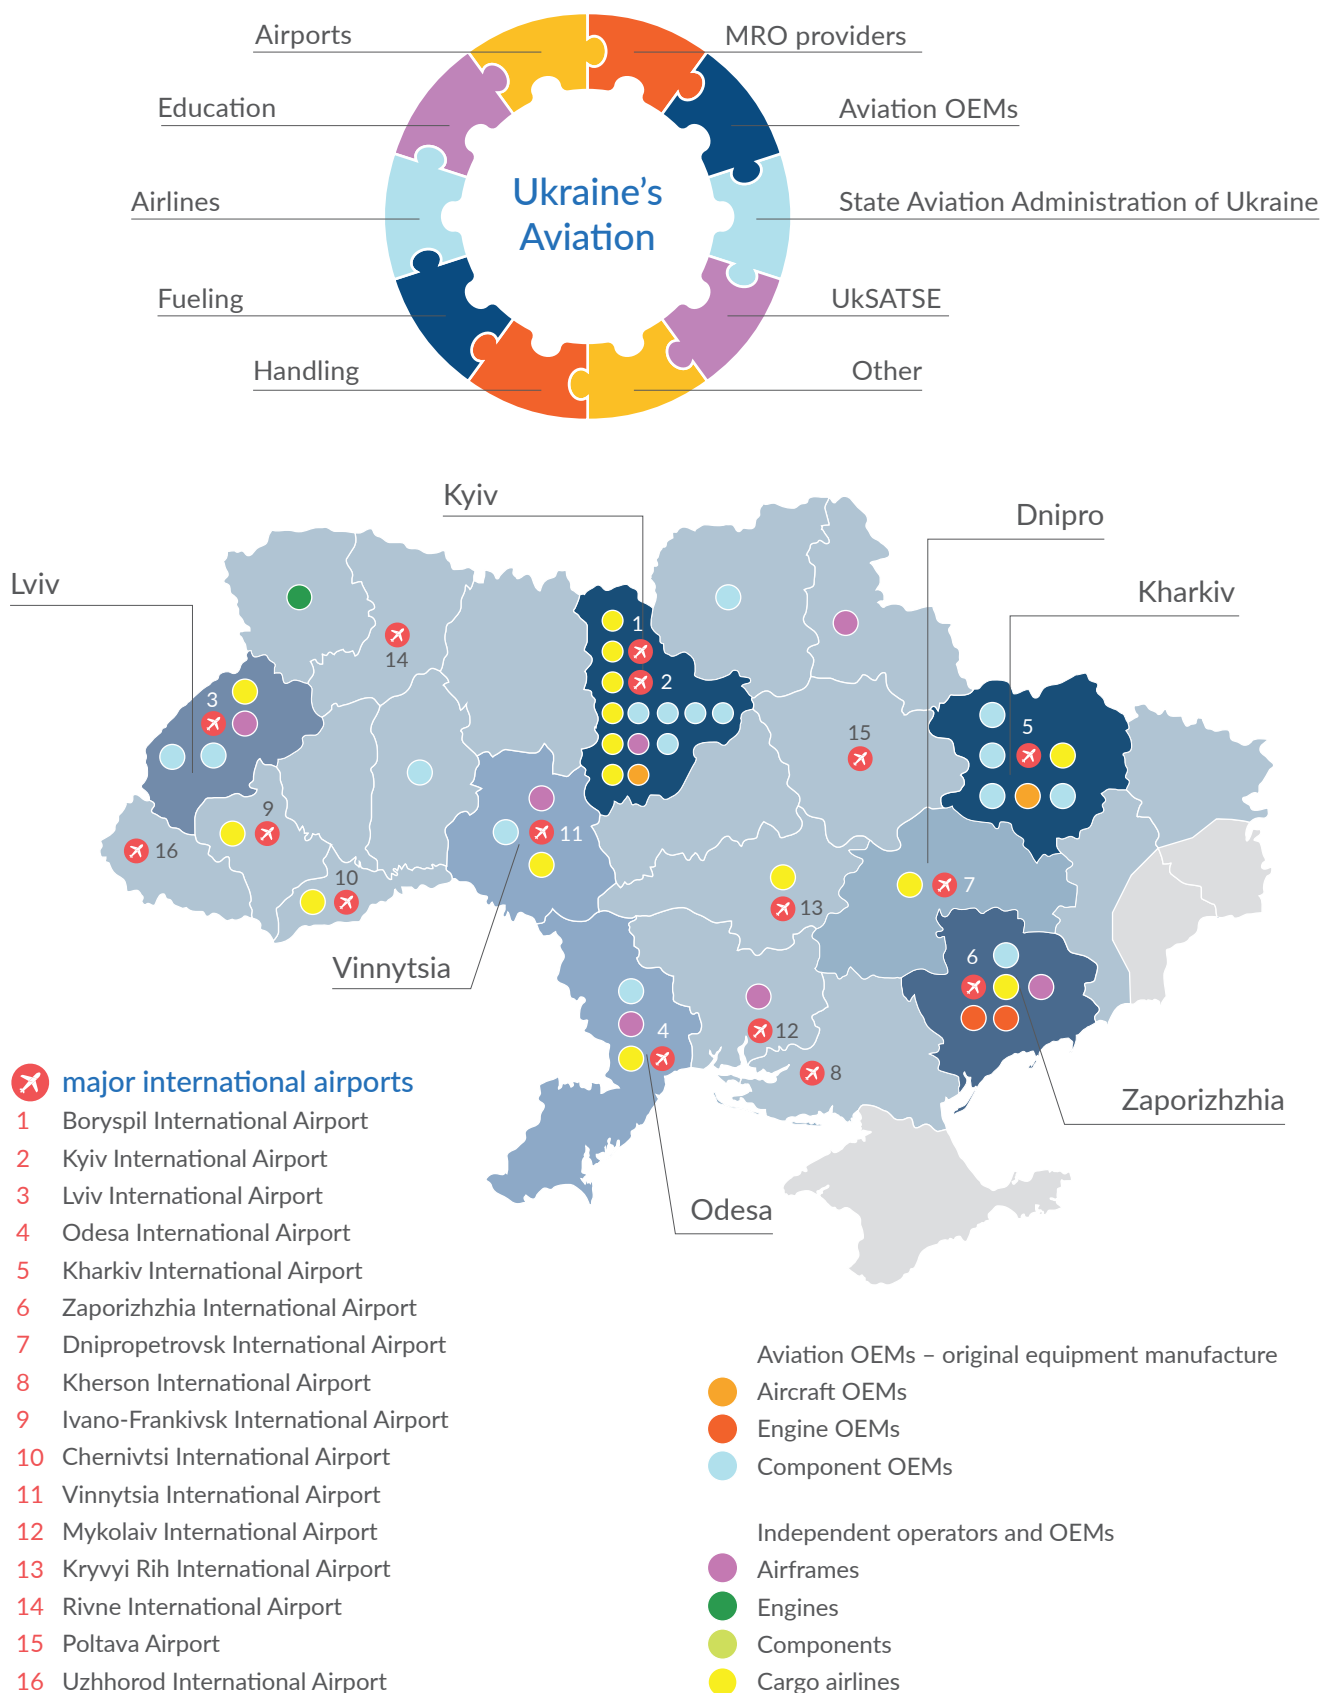 Airports
MRO providers
Education
Aviation OEMs
Ukraine’s
Aviation
Airlines
State Aviation Administration of Ukraine
Fueling
UkSATSE
Handling
Other
Kyiv
Dnipro
Lviv
Kharkiv
1
14
2
3
15
5
9
16
11
10
13
7
Vinnytsia
6
4
12
8
Zaporizhzhia
Odesa
major international airports
1 Boryspil International Airport
2 Kyiv International Airport
3 Lviv International Airport
4 Odesa International Airport
5 Kharkiv International Airport
6 Zaporizhzhia International Airport
7 Dnipropetrovsk International Airport
8 Kherson International Airport
9 Ivano-Frankivsk International Airport
10 Chernivtsi International Airport
11 Vinnytsia International Airport
12 Mykolaiv International Airport
13 Kryvyi Rih International Airport
14 Rivne International Airport
15 Poltava Airport
16 Uzhhorod International Airport
Aviation OEMs – original equipment manufacture
Aircraft OEMs
Engine OEMs
Component OEMs
Independent operators and OEMs
Airframes
Engines
Components
Cargo airlines